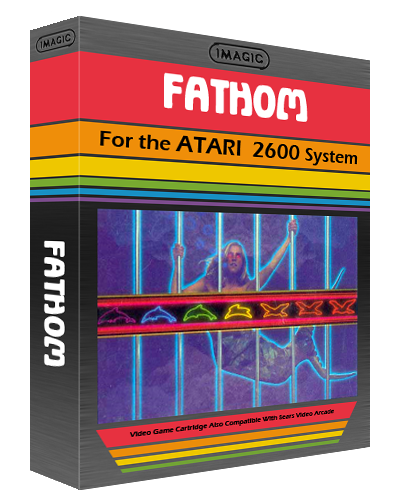 IMAGIC
IMAGIC
FATHOM
For the ATARI 2600 System
FATHOM
Video Game Cartridge Also Compatible With Sears Video Arcade